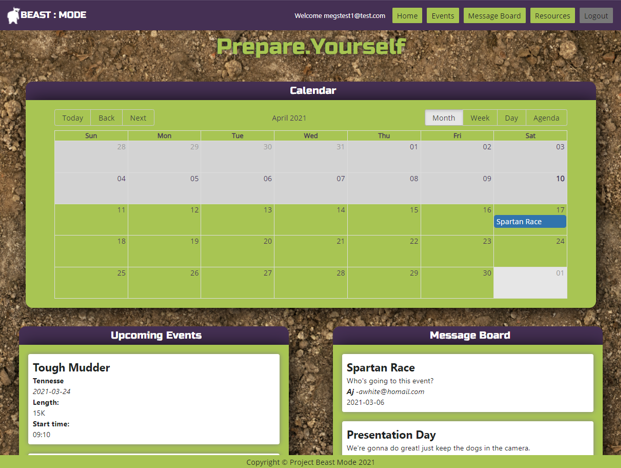 BEAST : MODE
Welcome megstest1@test.com
Home
Events
Message Board
Resources
Logout
Prepare.Yourself
Calendar
Today Back Next
April 2021
Month Week Day Agenda
Sun Mon Tue Wed Thu Fri Sat
28 29 30 31 01 02 03
04 05 06 07 08 09 10
11 12 13 14 15 16 17
Spartan Race
18 19 20 21 22 23 24
25 26 27 28 29 30 01
Upcoming Events
Tough Mudder
Tennesse
2021-03-24
Length:
15K
Start time:
09:10
Message Board
Spartan Race
Who's going to this event?
Aj -awhite@homail.com
2021-03-06
Presentation Day
We're gonna do great! just keep the dogs in the camera.
Copyright © Project Beast Mode 2021